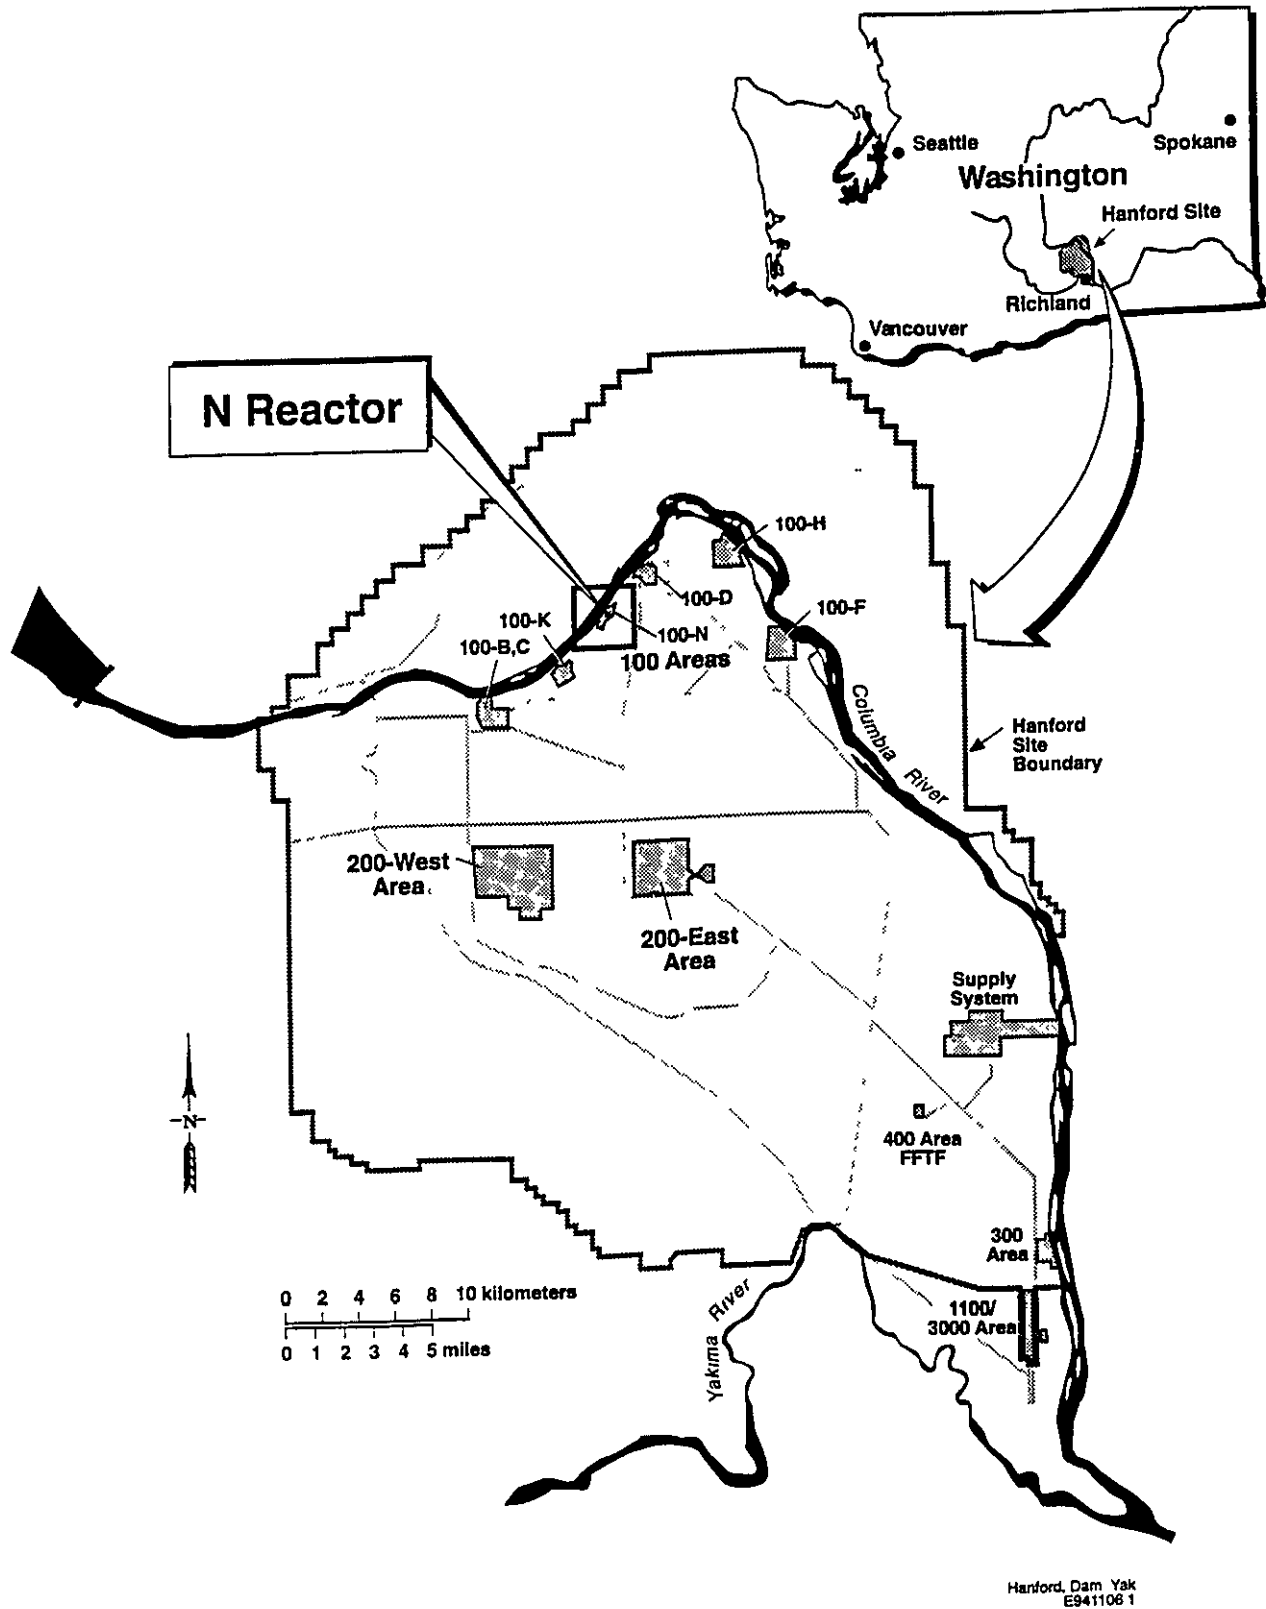 Seattle
Spokane
Washington
Hanford Site
Richland
Vancouver
N Reactor
100-H
100-D
100-F
100-K
100-N
100-B,C
100 Areas
Columbia River
Hanford
Site
Boundary
200-West
Area
200-East
Area
Supply
System
-N-
400 Area
FFTF
300
Area
0 2 4 6 8 10 kilometers
0 1 2 3 4 5 miles
Yakima River
1100/
3000 Area
Hanford, Dam Yak
E941106 1